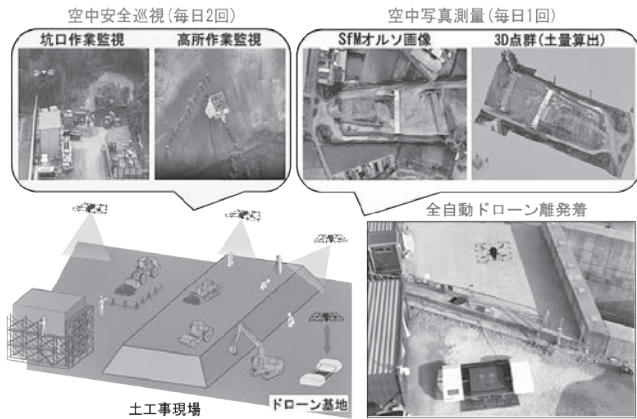 空中安全巡視(毎日2回)
坑口作業監視
高所作業監視
空中写真測量(毎日1回)
SfMオルソ画像
3D点群(土量算出)
全自動ドローン離発着
土工事現場
ドローン基地